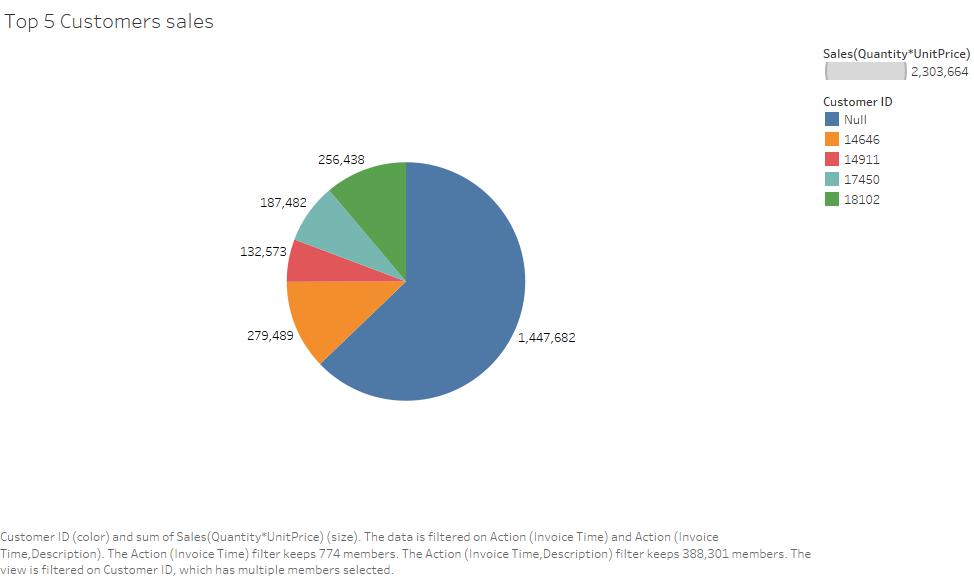 Top 5 Customers sales
Sales(Quantity*UnitPrice)
2,303,664
Customer ID
Null
14646
14911
17450
18102
256,438
187,482
132,573
279,489
1,447,682
Customer ID (color) and sum of Sales(Quantity*UnitPrice) (size). The data is filtered on Action (Invoice Time) and Action (Invoice
Time,Description). The Action (Invoice Time) filter keeps 774 members. The Action (Invoice Time,Description) filter keeps 388,301 members. The
view is filtered on Customer ID, which has multiple members selected.